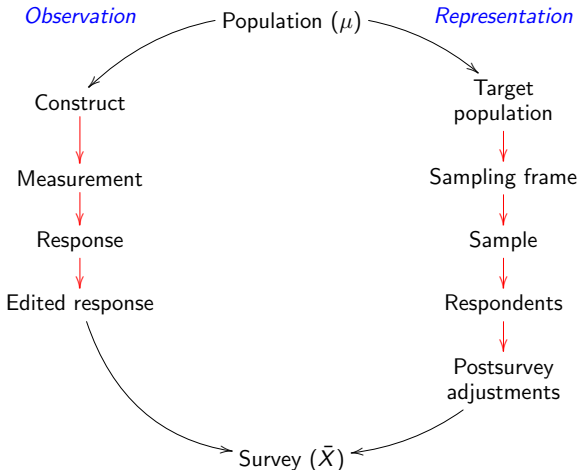 Observation
Population (μ)
Representation
Construct
Measurement
Response
Edited response
Target
population
Sampling frame
Sample
Respondents
Postsurvey
adjustments
Survey (X̄)